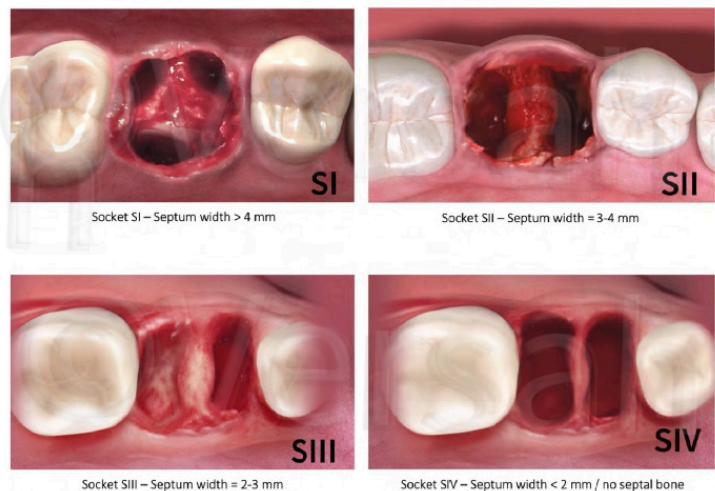 SI
SII
Socket SI – Septum width > 4 mm
Socket SII – Septum width = 3-4 mm
SIII
SIV
Socket SIII – Septum width = 2-3 mm
Socket SIV – Septum width < 2 mm / no septal bone